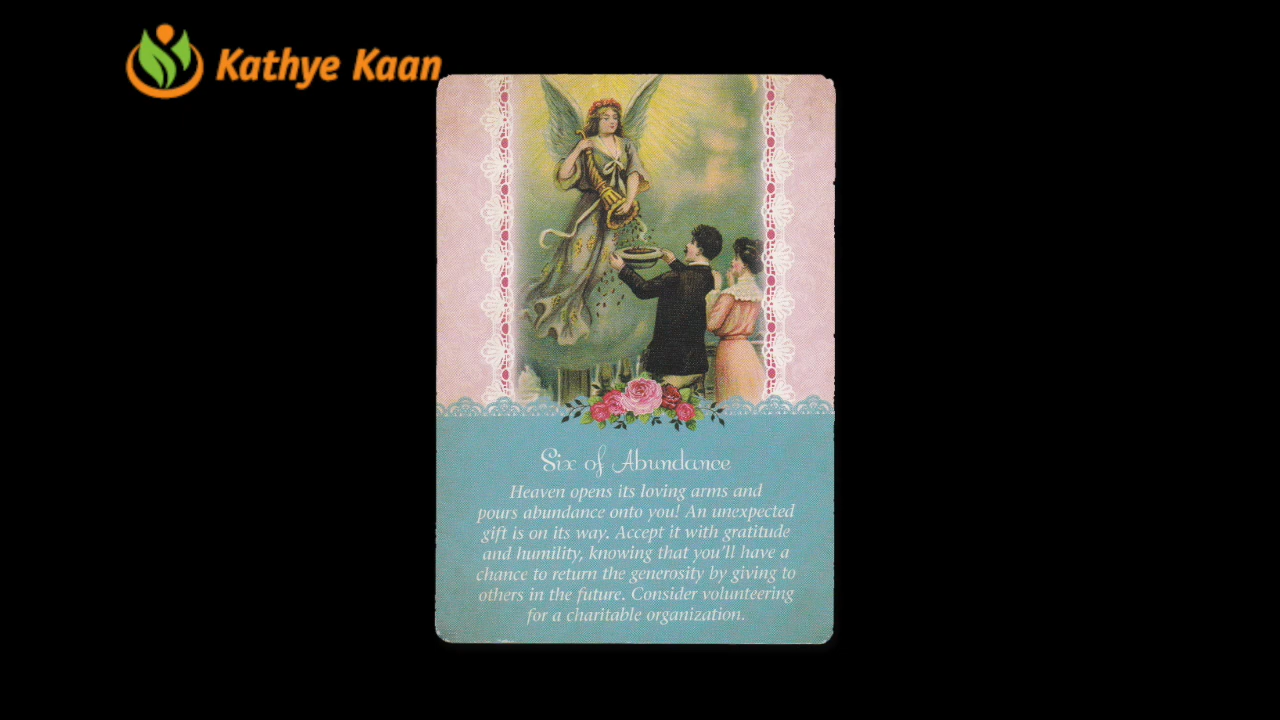 Kathye Kaan
Six of Abundance
Heaven opens its loving arms and
pours abundance onto you! An unexpected
gift is on its way. Accept it with gratitude
and humility, knowing that you'll have a
chance to return the generosity by giving to
others in the future. Consider volunteering
for a charitable organization.